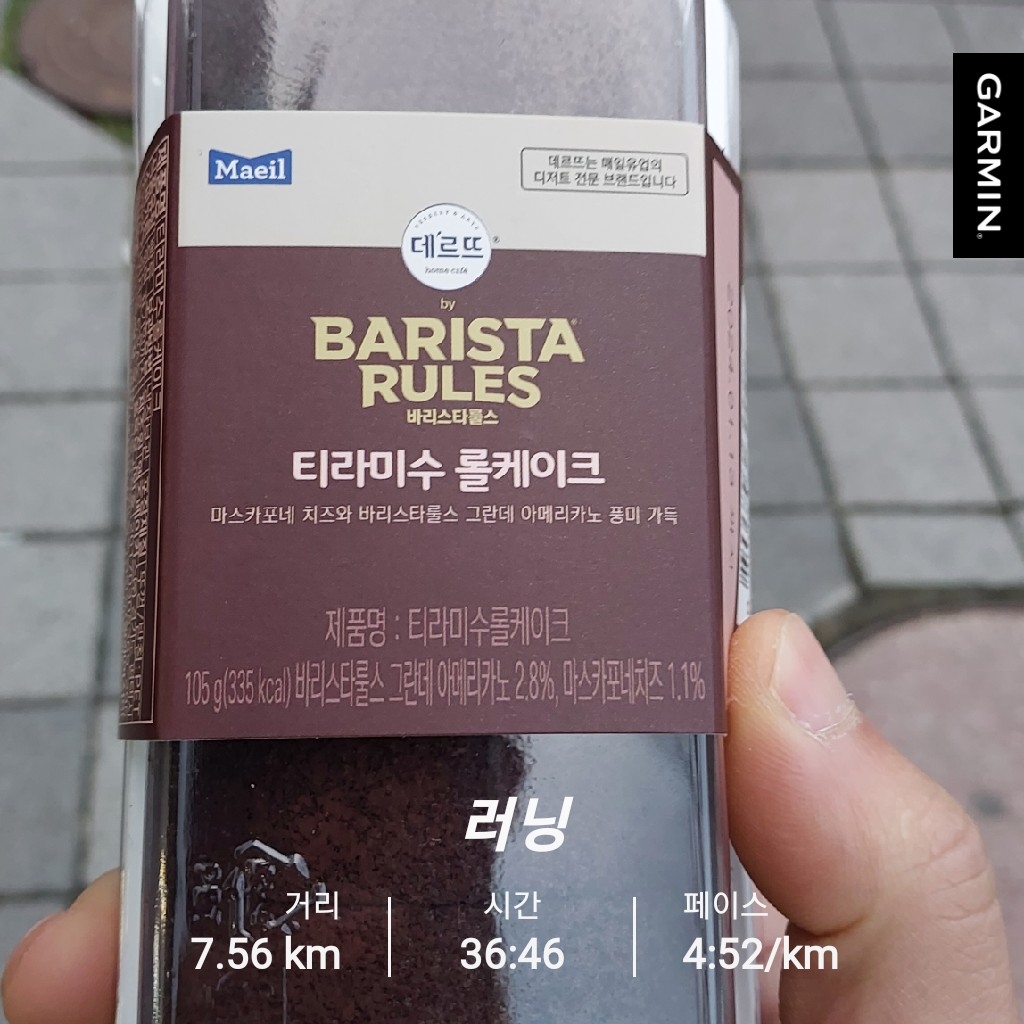 GARMIN
Maeil
데르뜨는 매일유업의
디저트 전문 브랜드입니다
데르뜨®
home cafe
by
BARISTA
RULES
바리스타룰스
티라미수 롤케이크
마스카포네 치즈와 바리스타룰스 그란데 아메리카노 풍미 가득
제품명 : 티라미수롤케이크
105 g(335 kcal) 바리스타룰스 그란데 아메리카노 2.8%, 마스카포네치즈 1.1%
러닝
거리
7.56 km
시간
36:46
페이스
4:52/km